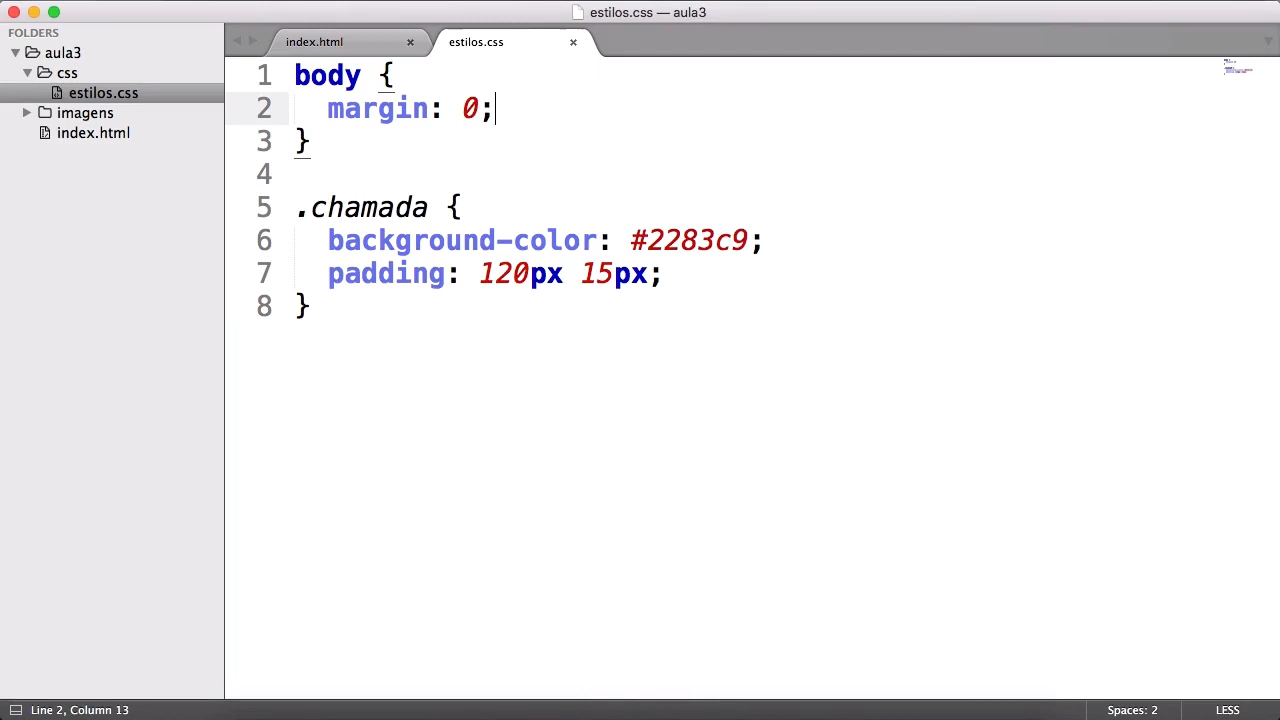 estilos.css — aula3
FOLDERS
aula3
css
estilos.css
imagens
index.html
index.html
estilos.css
1 body {
2 margin: 0;
3 }
4
5 .chamada {
6 background-color: #2283c9;
7 padding: 120px 15px;
8 }
Line 2, Column 13
Spaces: 2
LESS